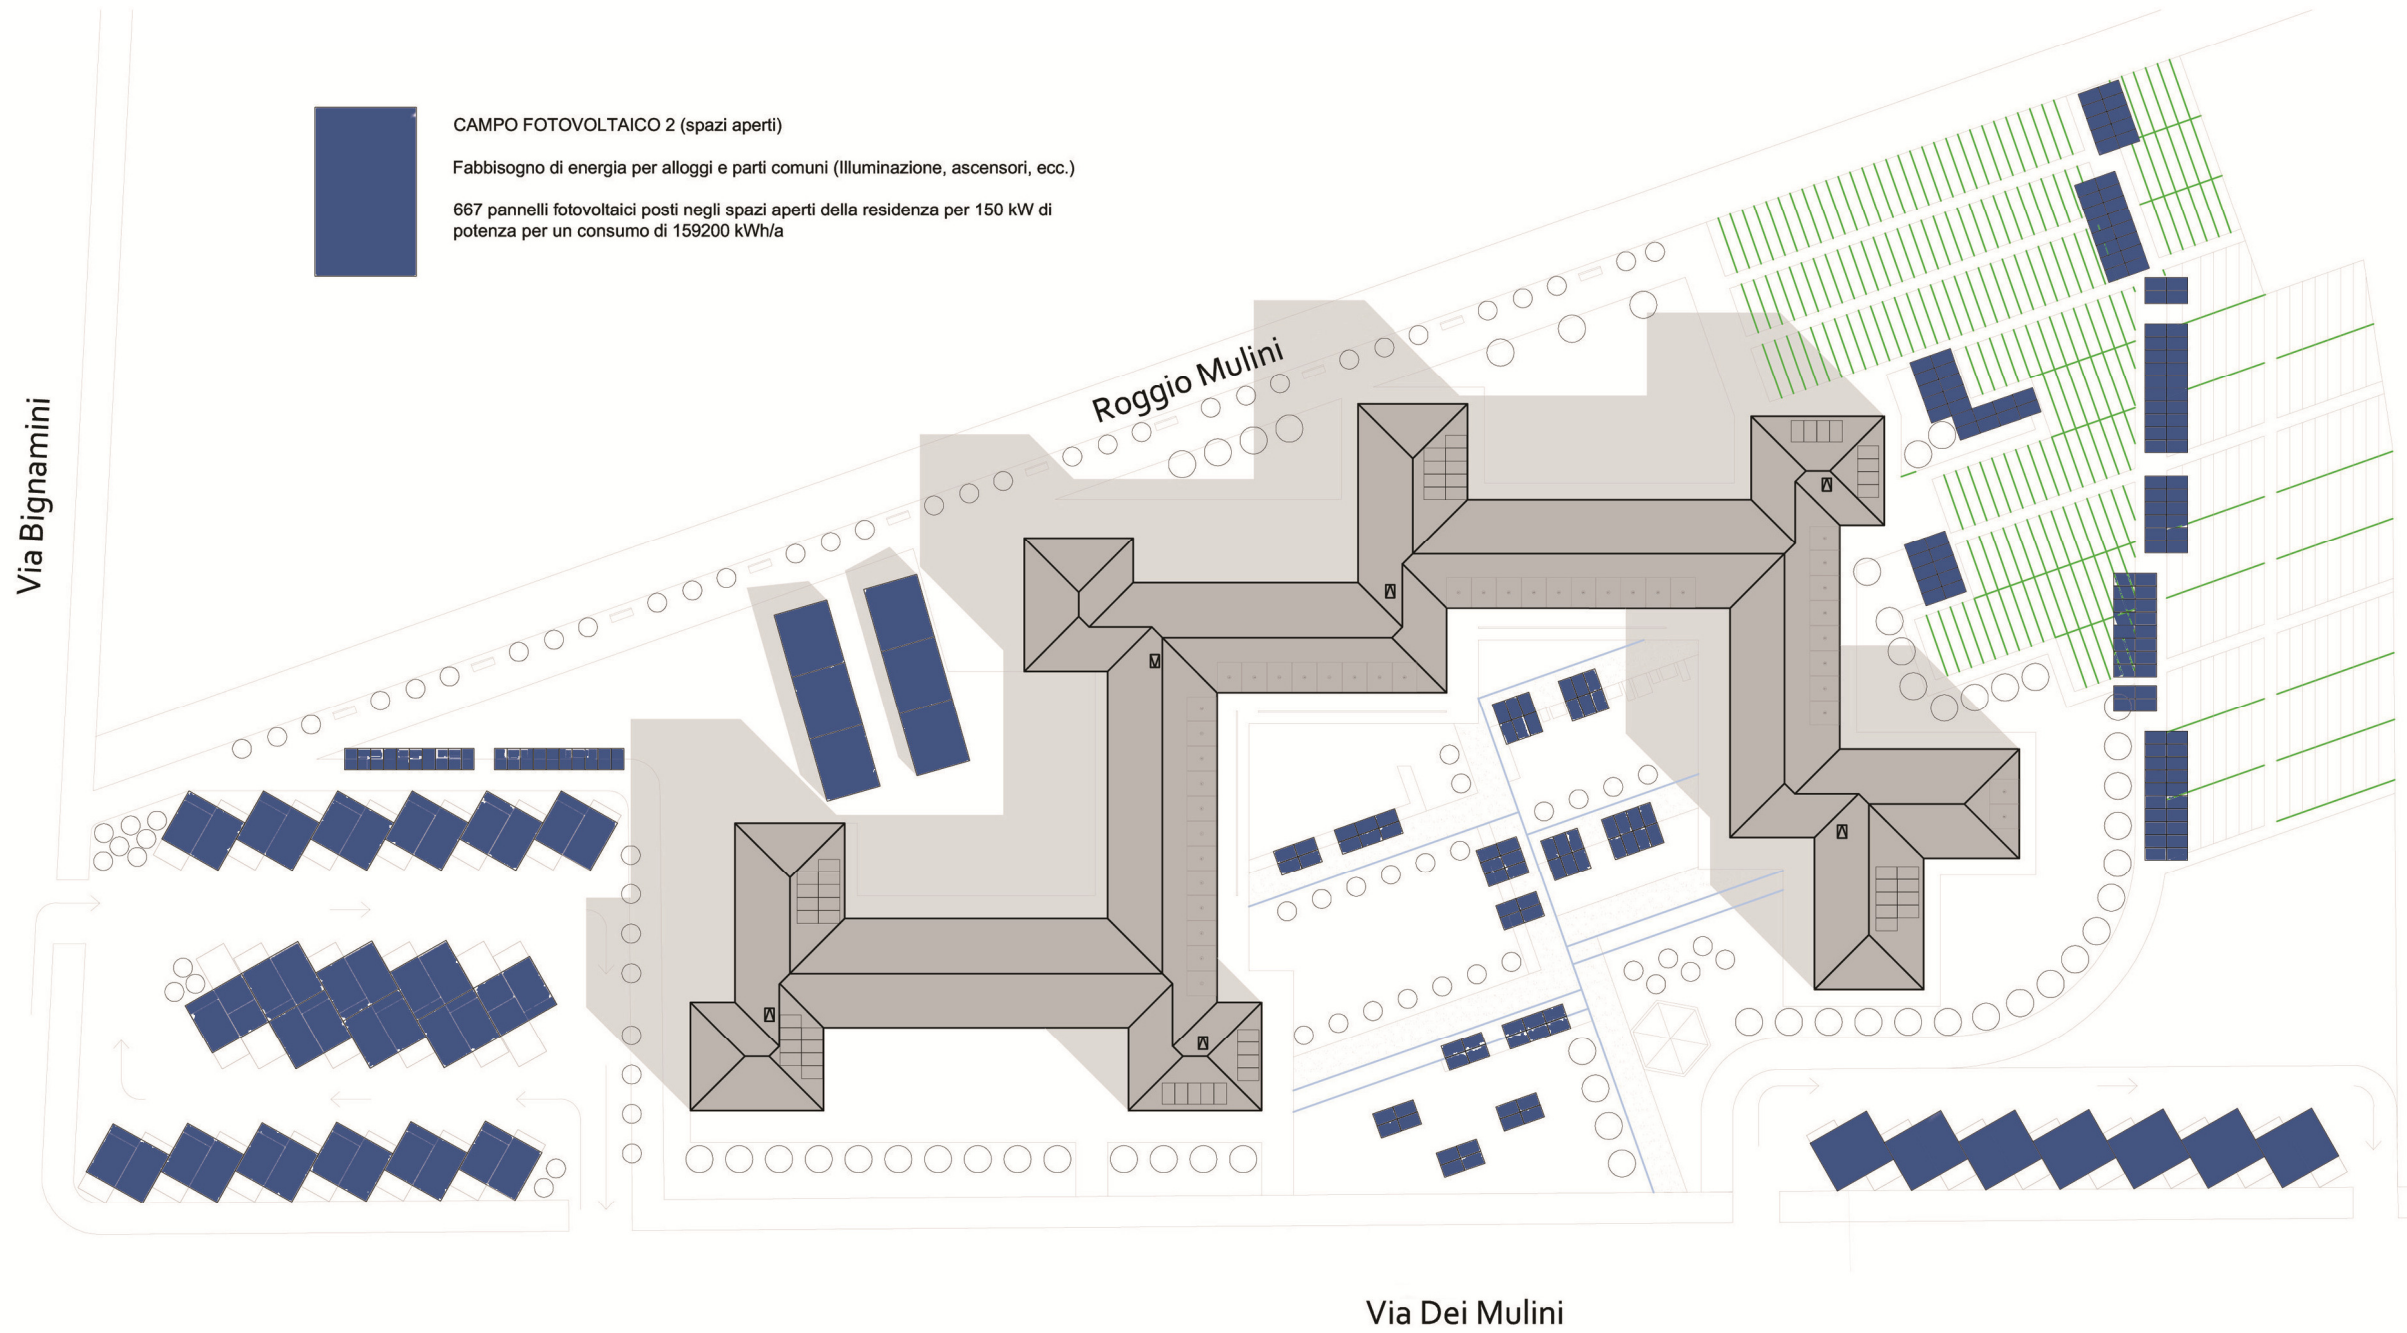 CAMPO FOTOVOLTAICO 2 (spazi aperti)
Fabbisogno di energia per alloggi e parti comuni (Illuminazione, ascensori, ecc.)
667 pannelli fotovoltaici posti negli spazi aperti della residenza per 150 kW di
potenza per un consumo di 159200 kWh/a
Roggio Mulini
Via Bignamini
Via Dei Mulini